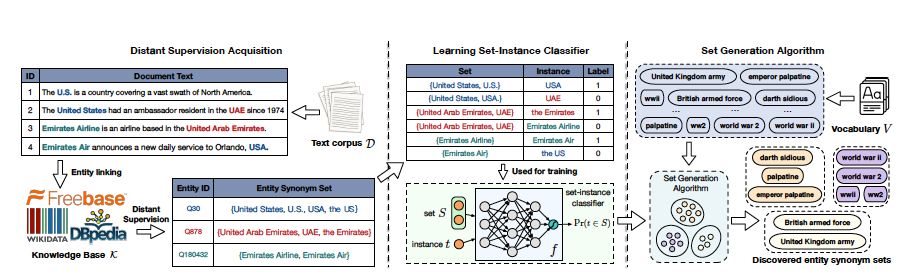 Distant Supervision Acquisition
ID Document Text
1 The U.S. is a country covering a vast swath of North America.
2 The United States had an ambassador resident in the UAE since 1974
3 Emirates Airline is an airline based in the United Arab Emirates.
4 Emirates Air announces a new daily service to Orlando, USA.
Text corpus D
Entity linking
Freebase
WIKIDATA
DBpedia
Knowledge Base K
Distant
Supervision
Entity ID Entity Synonym Set
Q30 {United States, U.S., USA, the US}
Q878 {United Arab Emirates, UAE, the Emirates}
Q180432 {Emirates Airline, Emirates Air}
Learning Set-Instance Classifier
Set Instance Label
{United States, U.S.} USA 1
{United States, USA.} UAE 0
{United Arab Emirates, UAE} the Emirates 1
{United Arab Emirates, UAE} Emirates Airline 0
{Emirates Airline} Emirates Air 1
{Emirates Air} the US 0
Used for training
set S
instance t
f
set-instance
classifier
Pr(t ∈ S)
Set Generation Algorithm
United Kingdom army emperor palpatine
wwii British armed force darth sidious
... ... ... ...
palpatine ww2 world war 2 world war ii
Aa
Vocabulary V
Set Generation
Algorithm
darth sidious
palpatine
emperor palpatine
world war ii
world war 2
wwii ww2
British armed force
United Kingdom army
Discovered entity synonym sets